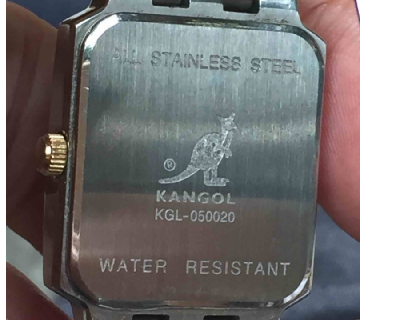 ALL STAINLESS STEEL
®
KANGOL
KGL-050020
WATER RESISTANT